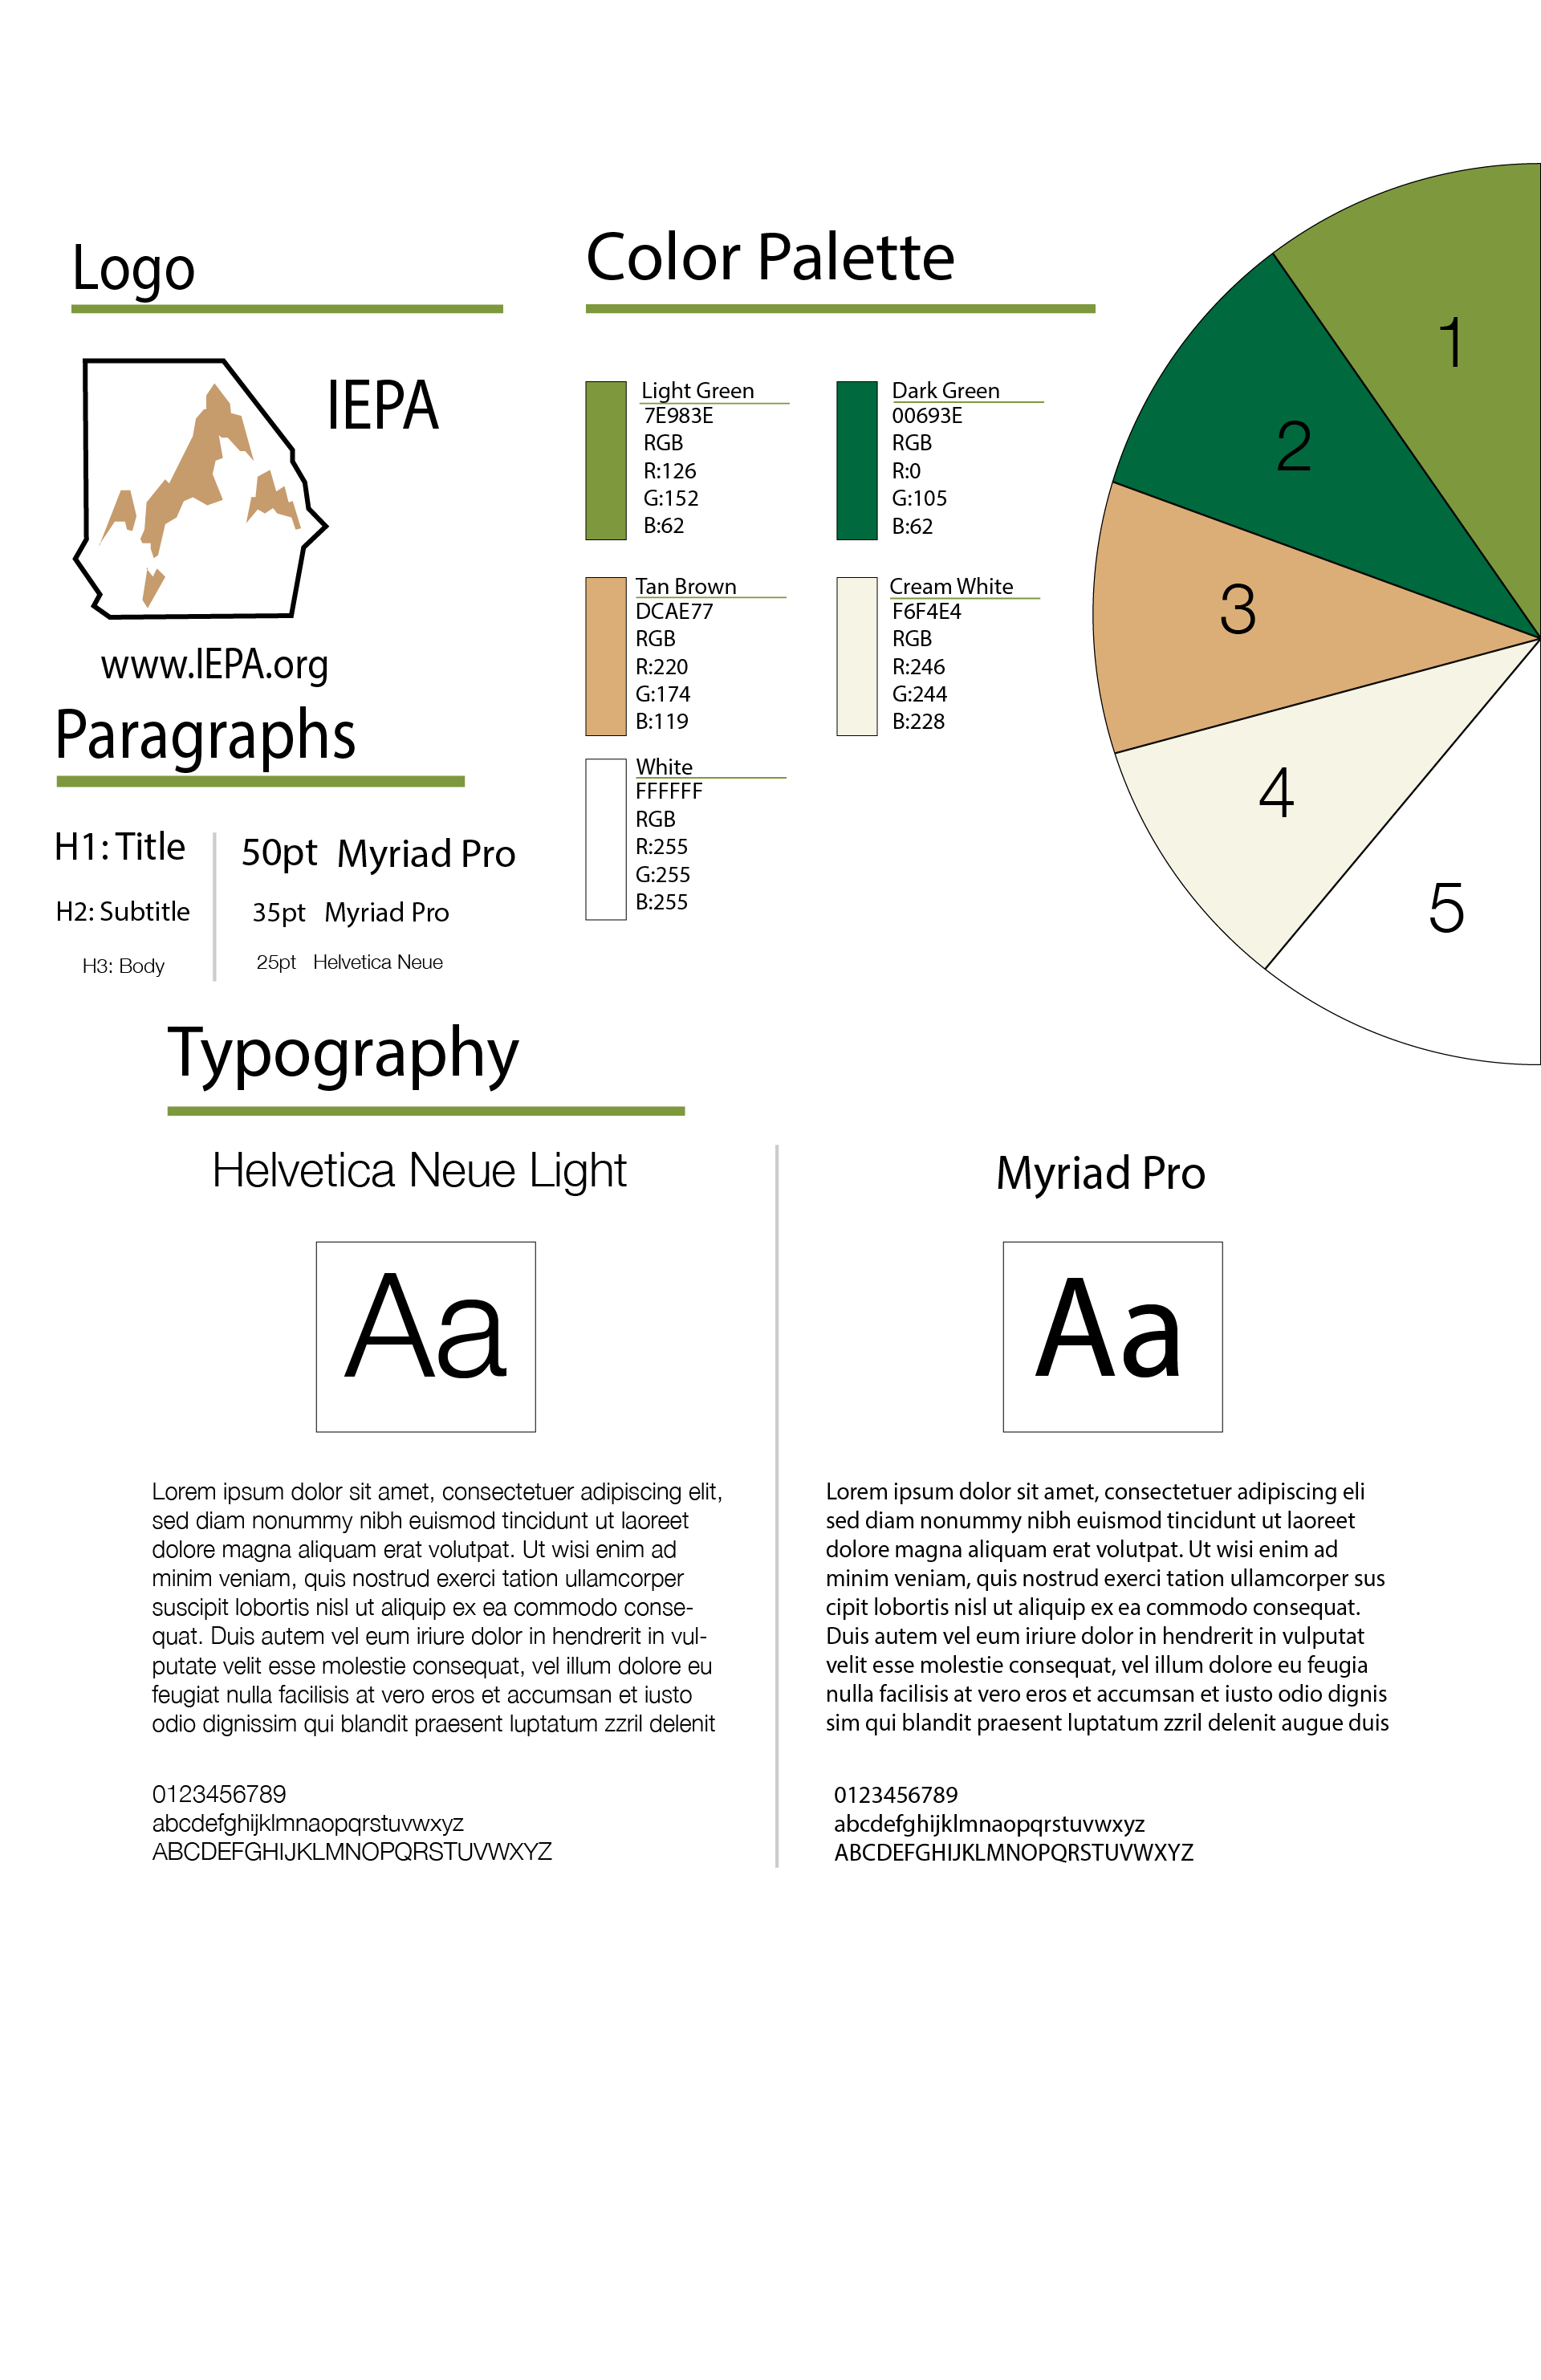 Logo
IEPA
www.IEPA.org
Color Palette
Light Green
7E983E
RGB
R:126
G:152
B:62
Dark Green
00693E
RGB
R:0
G:105
B:62
Tan Brown
DCAE77
RGB
R:220
G:174
B:119
Cream White
F6F4E4
RGB
R:246
G:244
B:228
White
FFFFFF
RGB
R:255
G:255
B:255
1
2
3
4
5
Paragraphs
H1: Title 50pt Myriad Pro
H2: Subtitle 35pt Myriad Pro
H3: Body 25pt Helvetica Neue
Typography
Helvetica Neue Light
Aa
Lorem ipsum dolor sit amet, consectetuer adipiscing elit,
sed diam nonummy nibh euismod tincidunt ut laoreet
dolore magna aliquam erat volutpat. Ut wisi enim ad
minim veniam, quis nostrud exerci tation ullamcorper
suscipit lobortis nisl ut aliquip ex ea commodo conse-
quat. Duis autem vel eum iriure dolor in hendrerit in vul-
putate velit esse molestie consequat, vel illum dolore eu
feugiat nulla facilisis at vero eros et accumsan et iusto
odio dignissim qui blandit praesent luptatum zzril delenit
0123456789
abcdefghijklmnaopqrstuvwxyz
ABCDEFGHIJKLMNOPQRSTUVWXYZ
Myriad Pro
Aa
Lorem ipsum dolor sit amet, consectetuer adipiscing eli
sed diam nonummy nibh euismod tincidunt ut laoreet
dolore magna aliquam erat volutpat. Ut wisi enim ad
minim veniam, quis nostrud exerci tation ullamcorper sus
cipit lobortis nisl ut aliquip ex ea commodo consequat.
Duis autem vel eum iriure dolor in hendrerit in vulputat
velit esse molestie consequat, vel illum dolore eu feugia
nulla facilisis at vero eros et accumsan et iusto odio dignis
sim qui blandit praesent luptatum zzril delenit augue duis
0123456789
abcdefghijklmnaopqrstuvwxyz
ABCDEFGHIJKLMNOPQRSTUVWXYZ